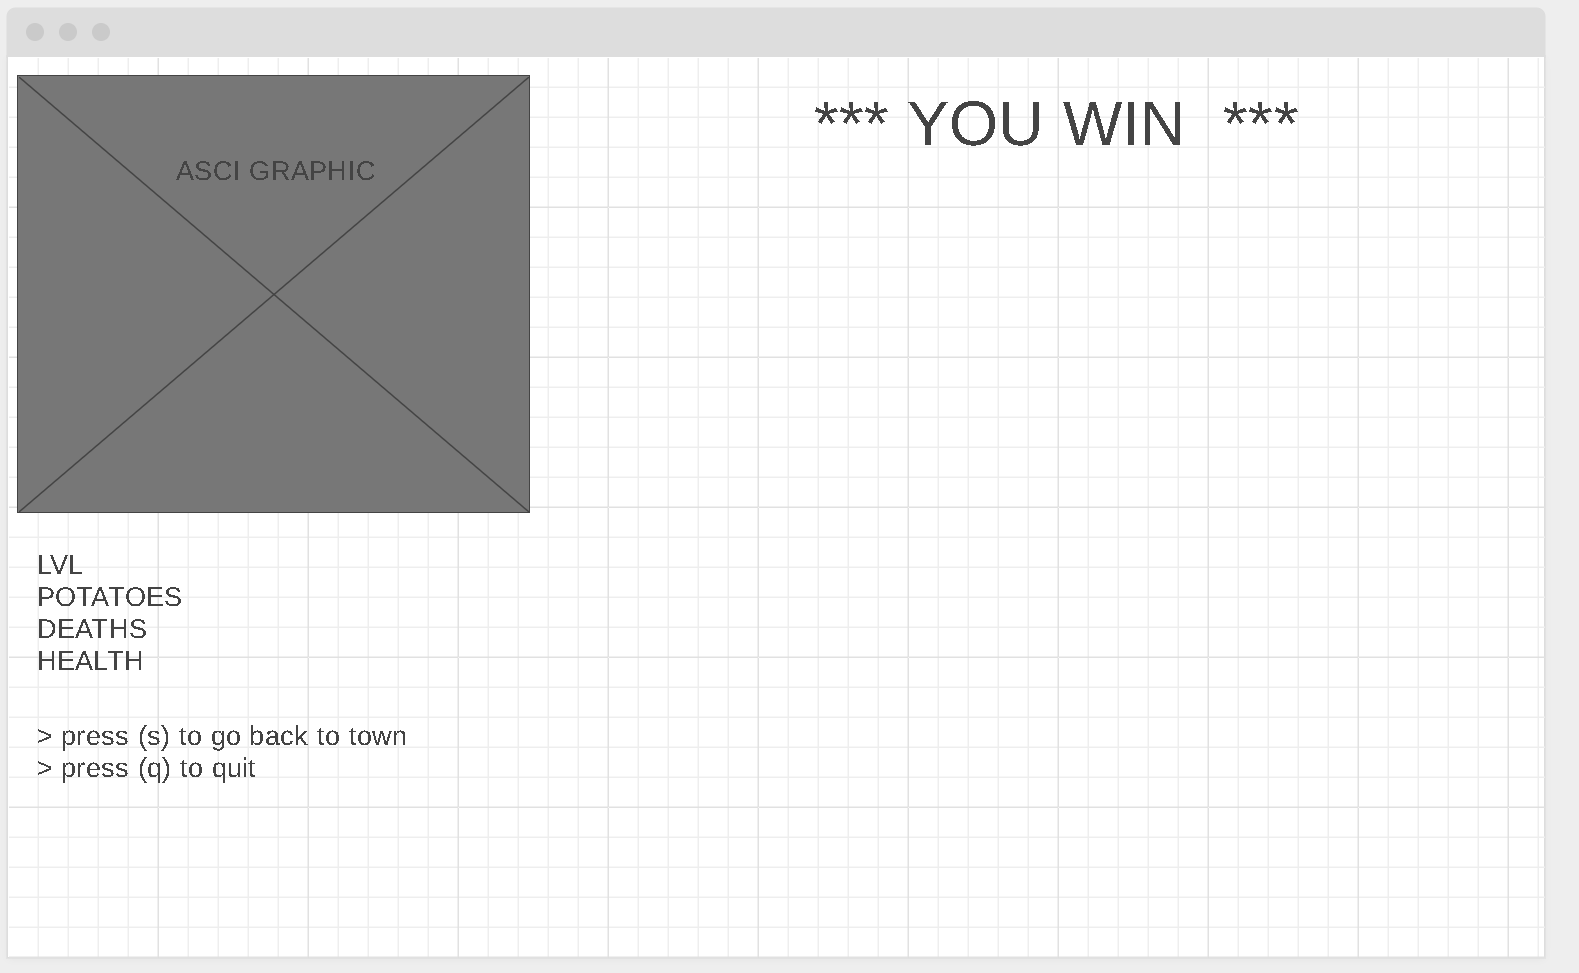 *** YOU WIN  ***
ASCI GRAPHIC
LVL
POTATOES
DEATHS
HEALTH
> press (s) to go back to town
> press (q) to quit